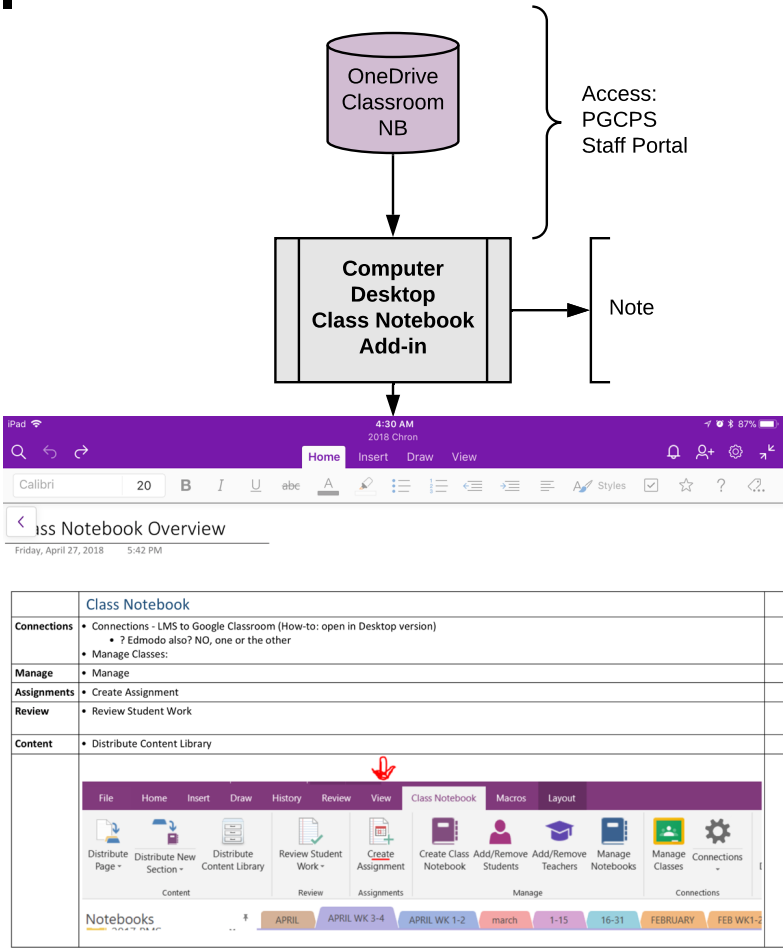 OneDrive
Classroom
NB
Access:
PGCPS
Staff Portal
Computer
Desktop
Class Notebook
Add-in
Note
iPad 4:30 AM 87%
2018 Chron
Home Insert Draw View
Calibri 20 B I U abc A Styles ?
ass Notebook Overview
Friday, April 27, 2018 5:42 PM
Class Notebook
Connections • Connections - LMS to Google Classroom (How-to: open in Desktop version)
• ? Edmodo also? NO, one or the other
• Manage Classes:
Manage • Manage
Assignments • Create Assignment
Review • Review Student Work
Content • Distribute Content Library
File Home Insert Draw History Review View Class Notebook Macros Layout
Distribute Distribute New Distribute Review Student Create Create Class Add/Remove Add/Remove Manage Manage Connections
Page Section Content Library Work Assignment Notebook Students Teachers Notebooks Classes
Content Review Assignments Manage Connections
Notebooks APRIL APRIL WK 3-4 APRIL WK 1-2 march 1-15 16-31 FEBRUARY FEB WK1-2